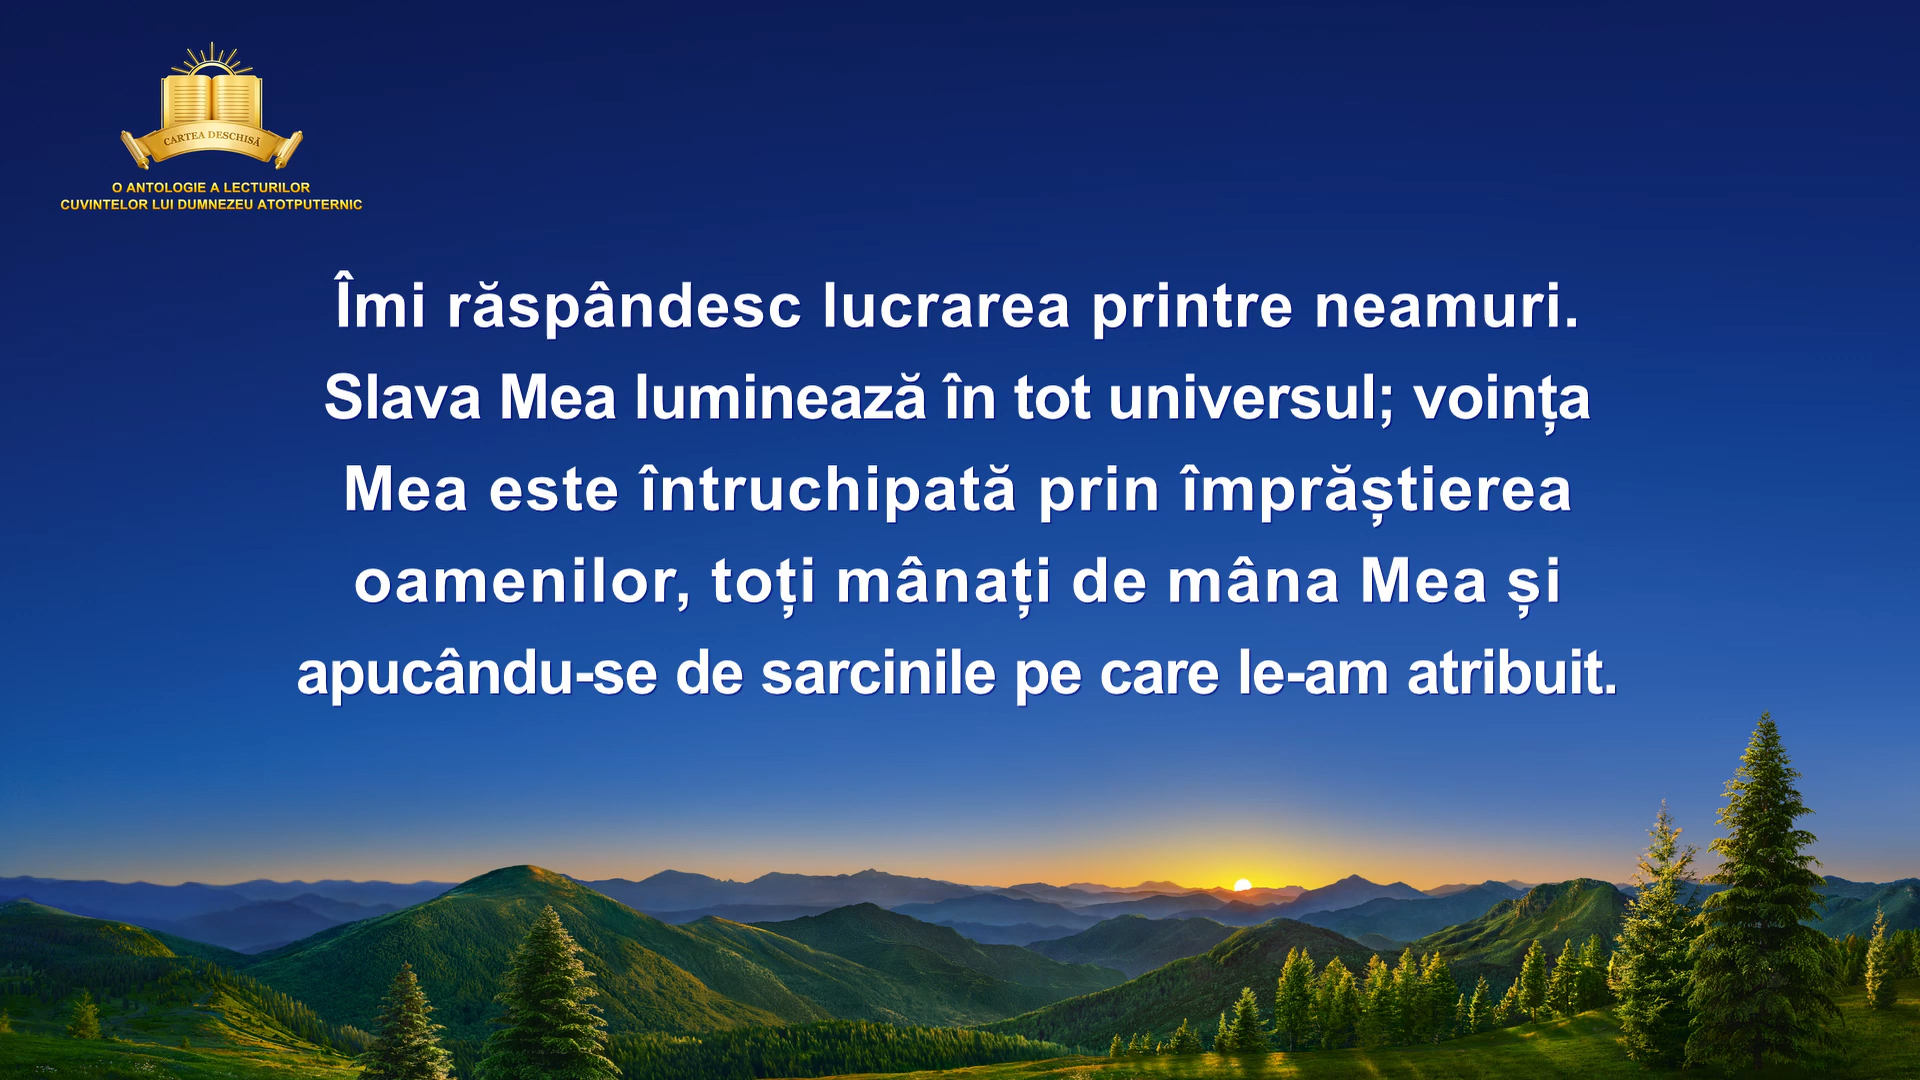 CARTEA DESCHISĂ
O ANTOLOGIE A LECTURILOR
CUVINTELOR LUI DUMNEZEU ATOTPUTERNIC
Îmi răspândesc lucrarea printre neamuri.
Slava Mea luminează în tot universul; voința
Mea este întruchipată prin împrăștierea
oamenilor, toți mânați de mâna Mea și
apucându-se de sarcinile pe care le-am atribuit.